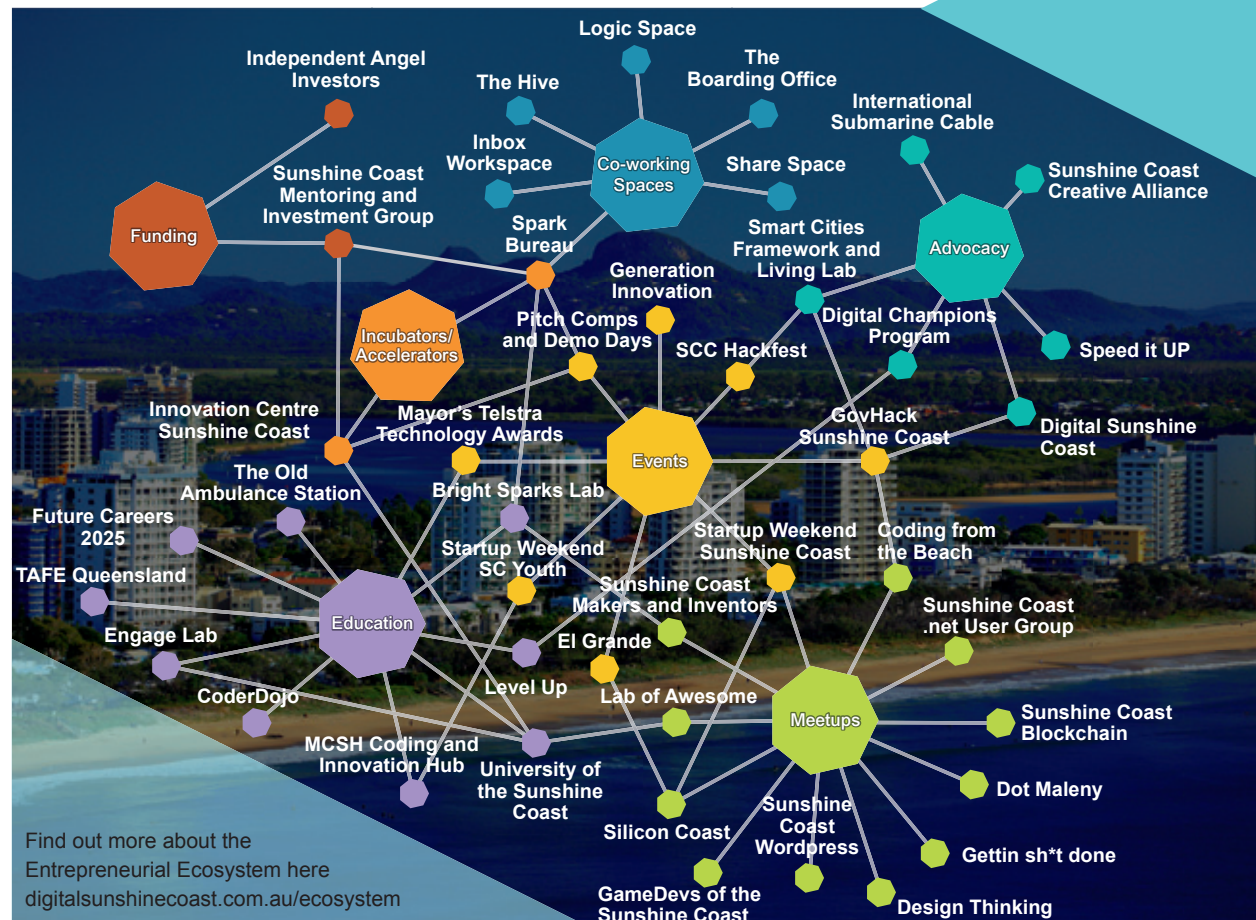 Logic Space
Independent Angel
Investors
The
Boarding Office
The Hive
International
Submarine Cable
Inbox
Workspace
Co-working
Spaces
Share Space
Sunshine Coast
Creative Alliance
Sunshine Coast
Mentoring and
Investment Group
Funding
Spark
Bureau
Smart Cities
Framework and
Living Lab
Advocacy
Generation
Innovation
Incubators/
Accelerators
Pitch Comps
and Demo Days
Digital Champions
Program
SCC Hackfest
Speed it UP
Innovation Centre
Sunshine Coast
Mayor's Telstra
Technology Awards
GovHack
Sunshine Coast
Digital Sunshine
Coast
Events
The Old
Ambulance Station
Bright Sparks Lab
Future Careers
2025
Startup Weekend
SC Youth
Startup Weekend
Sunshine Coast
Coding from
the Beach
TAFE Queensland
Sunshine Coast
Makers and Inventors
Sunshine Coast
.net User Group
Education
Engage Lab
El Grande
Level Up
CoderDojo
Lab of Awesome
Meetups
Sunshine Coast
Blockchain
MCSH Coding and
Innovation Hub
University of
the Sunshine
Coast
Dot Maleny
Silicon Coast
Sunshine
Coast
Wordpress
Gettin sh*t done
GameDevs of the
Sunshine Coast
Design Thinking
Find out more about the
Entrepreneurial Ecosystem here
digitalsunshinecoast.com.au/ecosystem